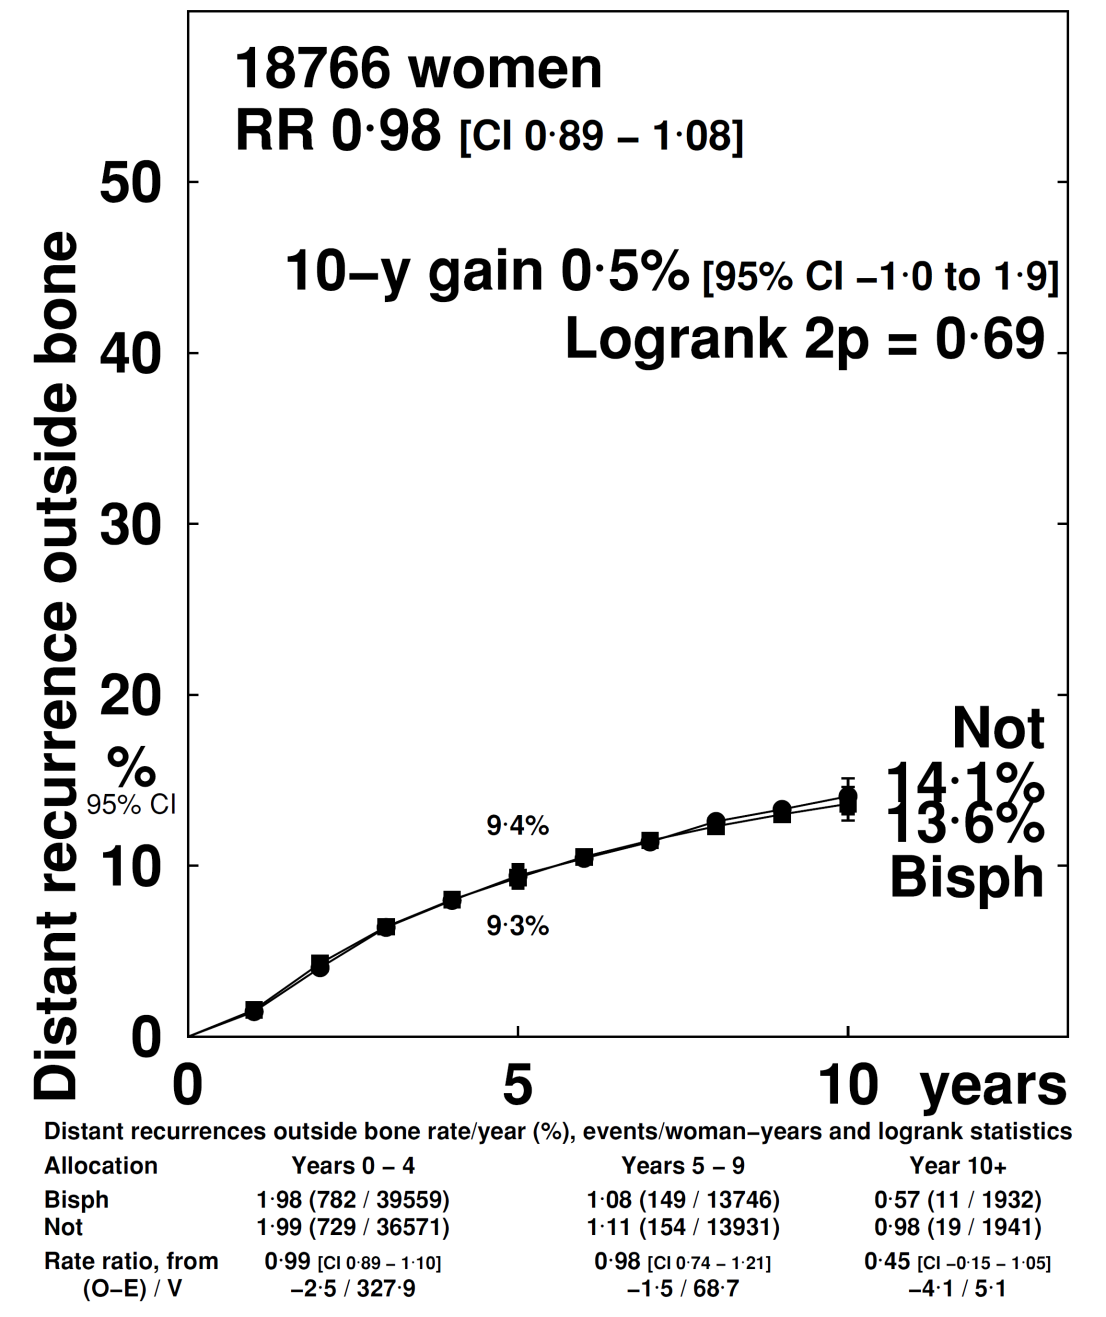 18766 women
RR 0·98 [CI 0·89 – 1·08]
10–y gain 0·5% [95% CI –1·0 to 1·9]
Logrank 2p = 0·69
Distant recurrence outside bone
%
95% CI
50
40
30
20
10
0
9·4%
9·3%
Not
14·1%
13·6%
Bisph
0
5
10
years
Distant recurrences outside bone rate/year (%), events/woman–years and logrank statistics
Allocation Years 0 – 4 Years 5 – 9 Year 10+
Bisph 1·98 (782 / 39559) 1·08 (149 / 13746) 0·57 (11 / 1932)
Not 1·99 (729 / 36571) 1·11 (154 / 13931) 0·98 (19 / 1941)
Rate ratio, from 0·99 [CI 0·89 – 1·10] 0·98 [CI 0·74 – 1·21] 0·45 [CI –0·15 – 1·05]
(O–E) / V –2·5 / 327·9 –1·5 / 68·7 –4·1 / 5·1